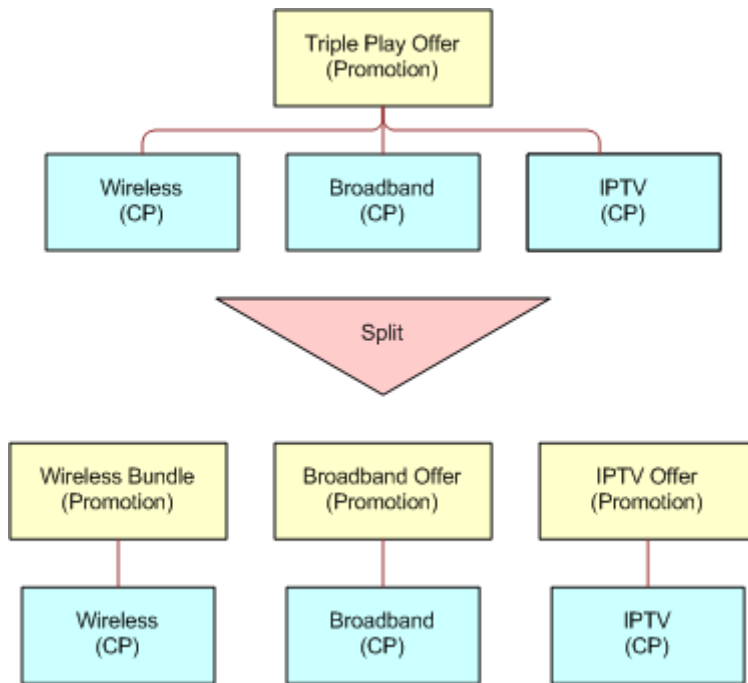 Triple Play Offer
(Promotion)
Wireless
(CP)
Broadband
(CP)
IPTV
(CP)
Split
Wireless Bundle
(Promotion)
Broadband Offer
(Promotion)
IPTV Offer
(Promotion)
Wireless
(CP)
Broadband
(CP)
IPTV
(CP)